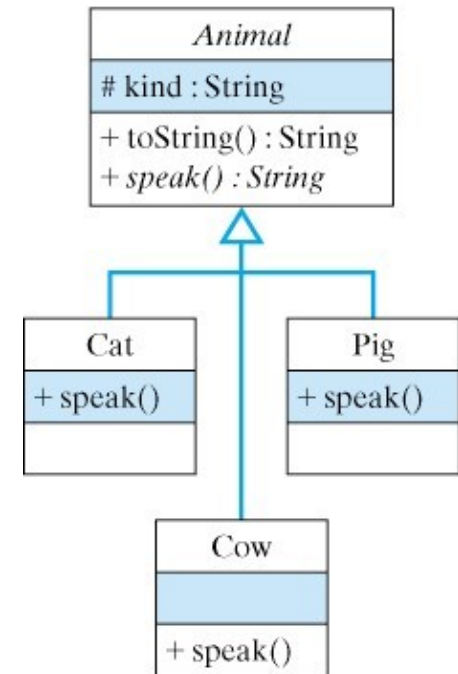 Animal
# kind : String
+ toString() : String
+ speak() : String
Cat
+ speak()
Pig
+ speak()
Cow
+ speak()